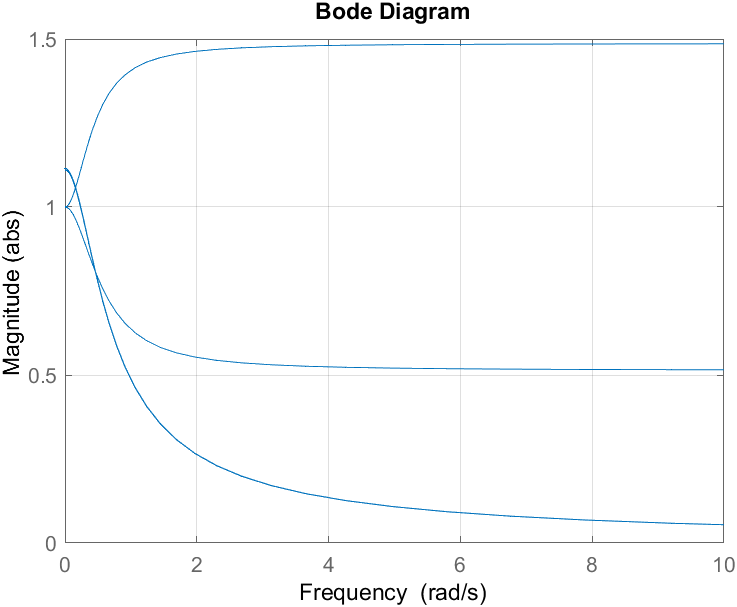 Bode Diagram
1.5
1
0.5
0
Magnitude (abs)
0 2 4 6 8 10
Frequency (rad/s)